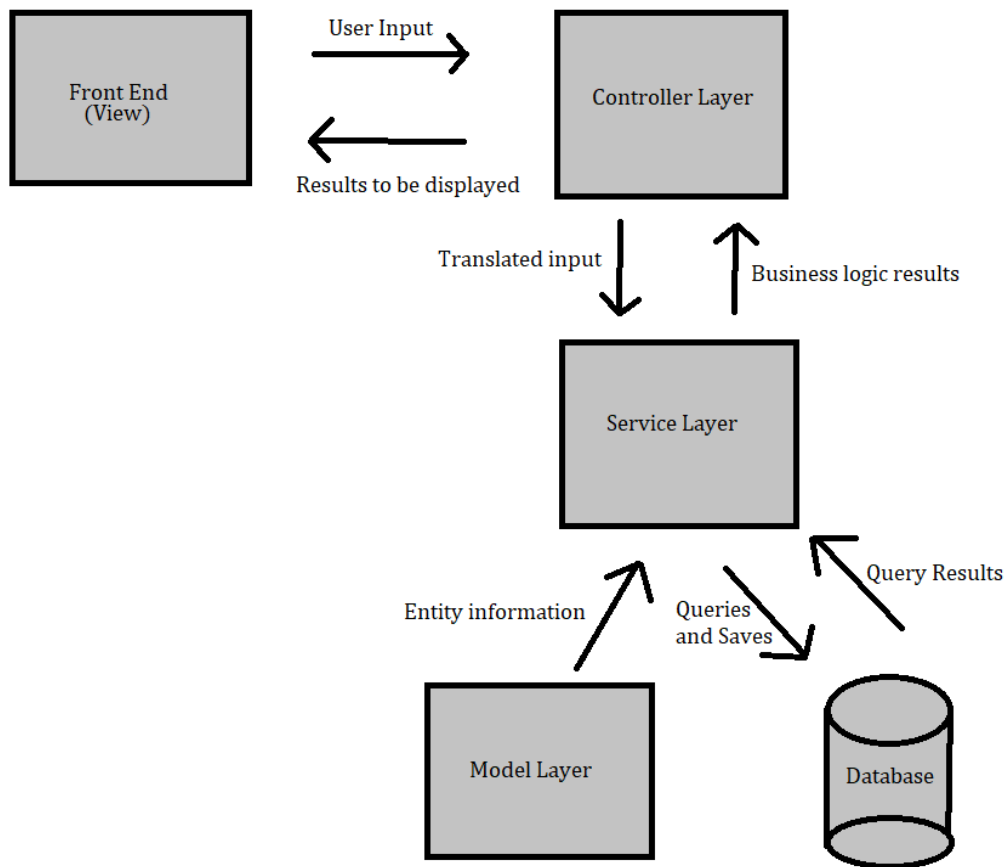 User Input
Front End
(View)
Controller Layer
Results to be displayed
Translated input
Business logic results
Service Layer
Query Results
Entity information
Queries
and Saves
Model Layer
Database